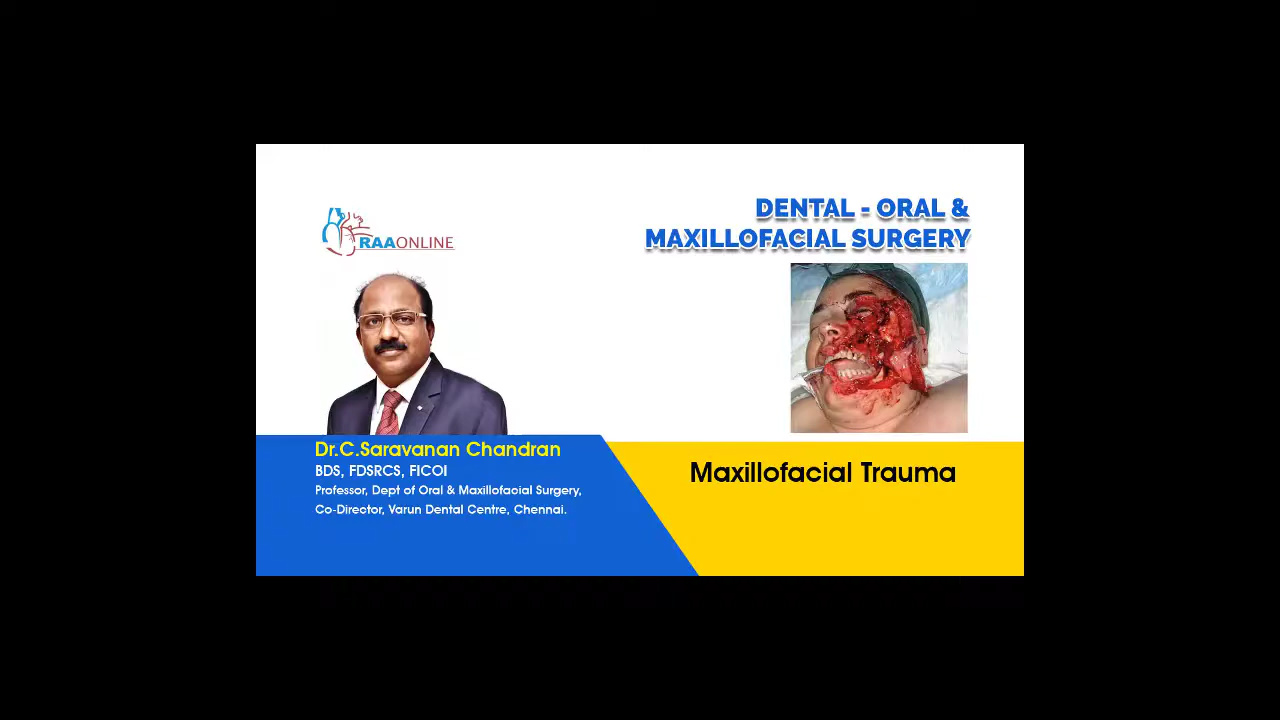 RAAONLINE
DENTAL - ORAL &
MAXILLOFACIAL SURGERY
Dr.C.Saravanan Chandran
BDS, FDSRCS, FICOI
Professor, Dept of Oral & Maxillofacial Surgery,
Co-Director, Varun Dental Centre, Chennai.
Maxillofacial Trauma